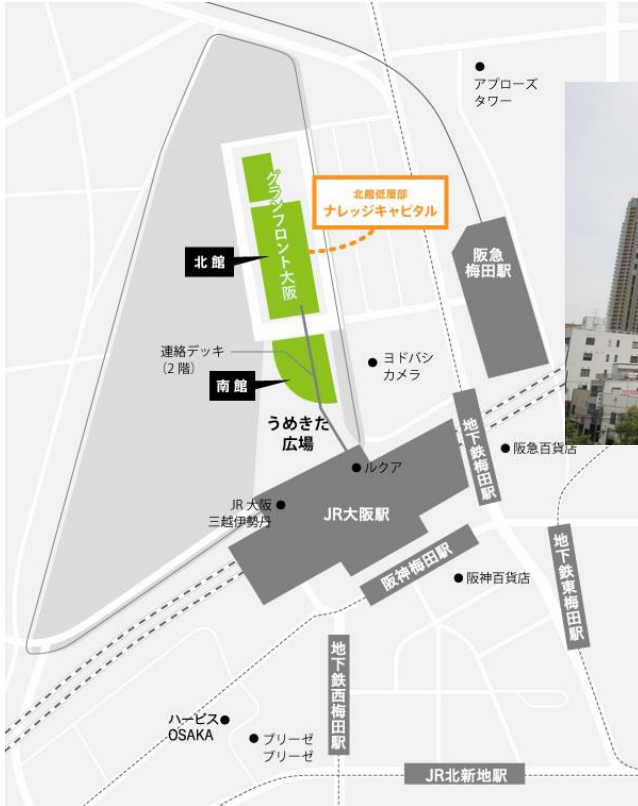 アプローズ
タワー
北館低層部
ナレッジキャピタル
グランフロント大阪
阪急
梅田駅
北館
連絡デッキ
(2階)
南館
ヨドバシ
カメラ
うめきた
広場
地下鉄梅田駅
阪急百貨店
ルクア
JR大阪
三越伊勢丹
JR大阪駅
阪神梅田駅
阪神百貨店
地下鉄東梅田駅
地下鉄西梅田駅
ハービス
OSAKA
ブリーゼ
ブリーゼ
JR北新地駅